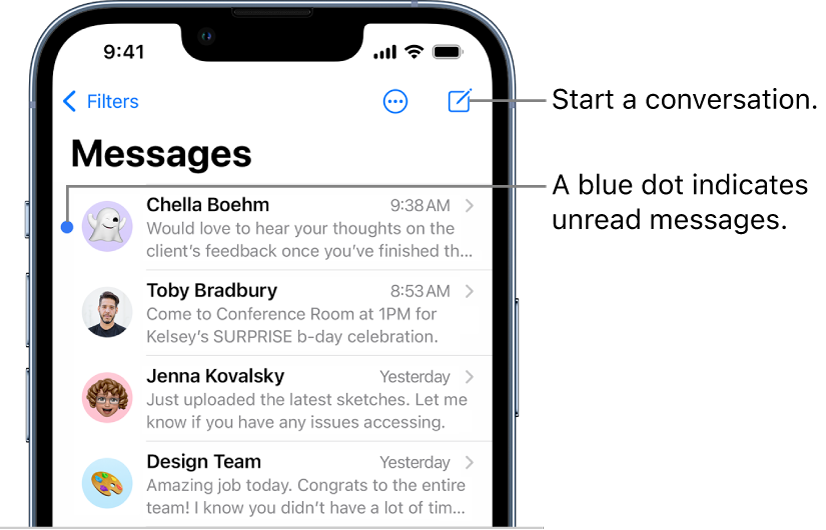 9:41
Filters
Start a conversation.
Messages
A blue dot indicates
unread messages.
Chella Boehm 9:38 AM
Would love to hear your thoughts on the
client’s feedback once you’ve finished th...
Toby Bradbury 8:53 AM
Come to Conference Room at 1PM for
Kelsey’s SURPRISE b-day celebration.
Jenna Kovalsky Yesterday
Just uploaded the latest sketches. Let me
know if you have any issues accessing.
Design Team Yesterday
Amazing job today. Congrats to the entire
team! I know you didn’t have a lot of tim...